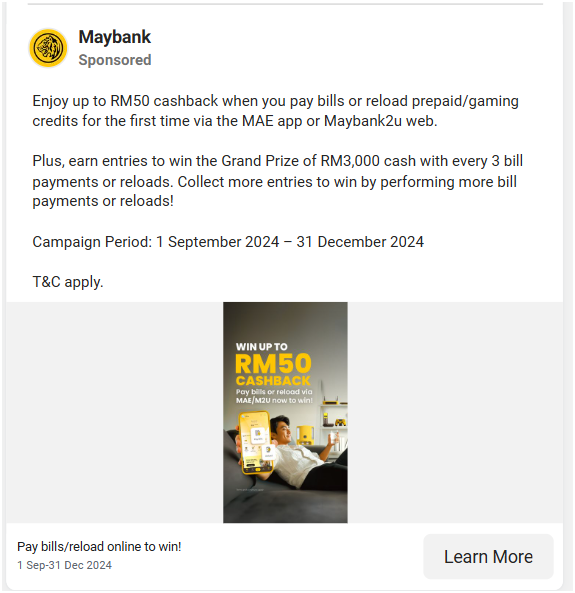 Maybank
Sponsored
Enjoy up to RM50 cashback when you pay bills or reload prepaid/gaming
credits for the first time via the MAE app or Maybank2u web.
Plus, earn entries to win the Grand Prize of RM3,000 cash with every 3 bill
payments or reloads. Collect more entries to win by performing more bill
payments or reloads!
Campaign Period: 1 September 2024 – 31 December 2024
T&C apply.
WIN UP TO
RM50
CASHBACK
Pay bills or reload via
MAE/M2U now to win!
Pay bills/reload online to win!
1 Sep-31 Dec 2024
Learn More